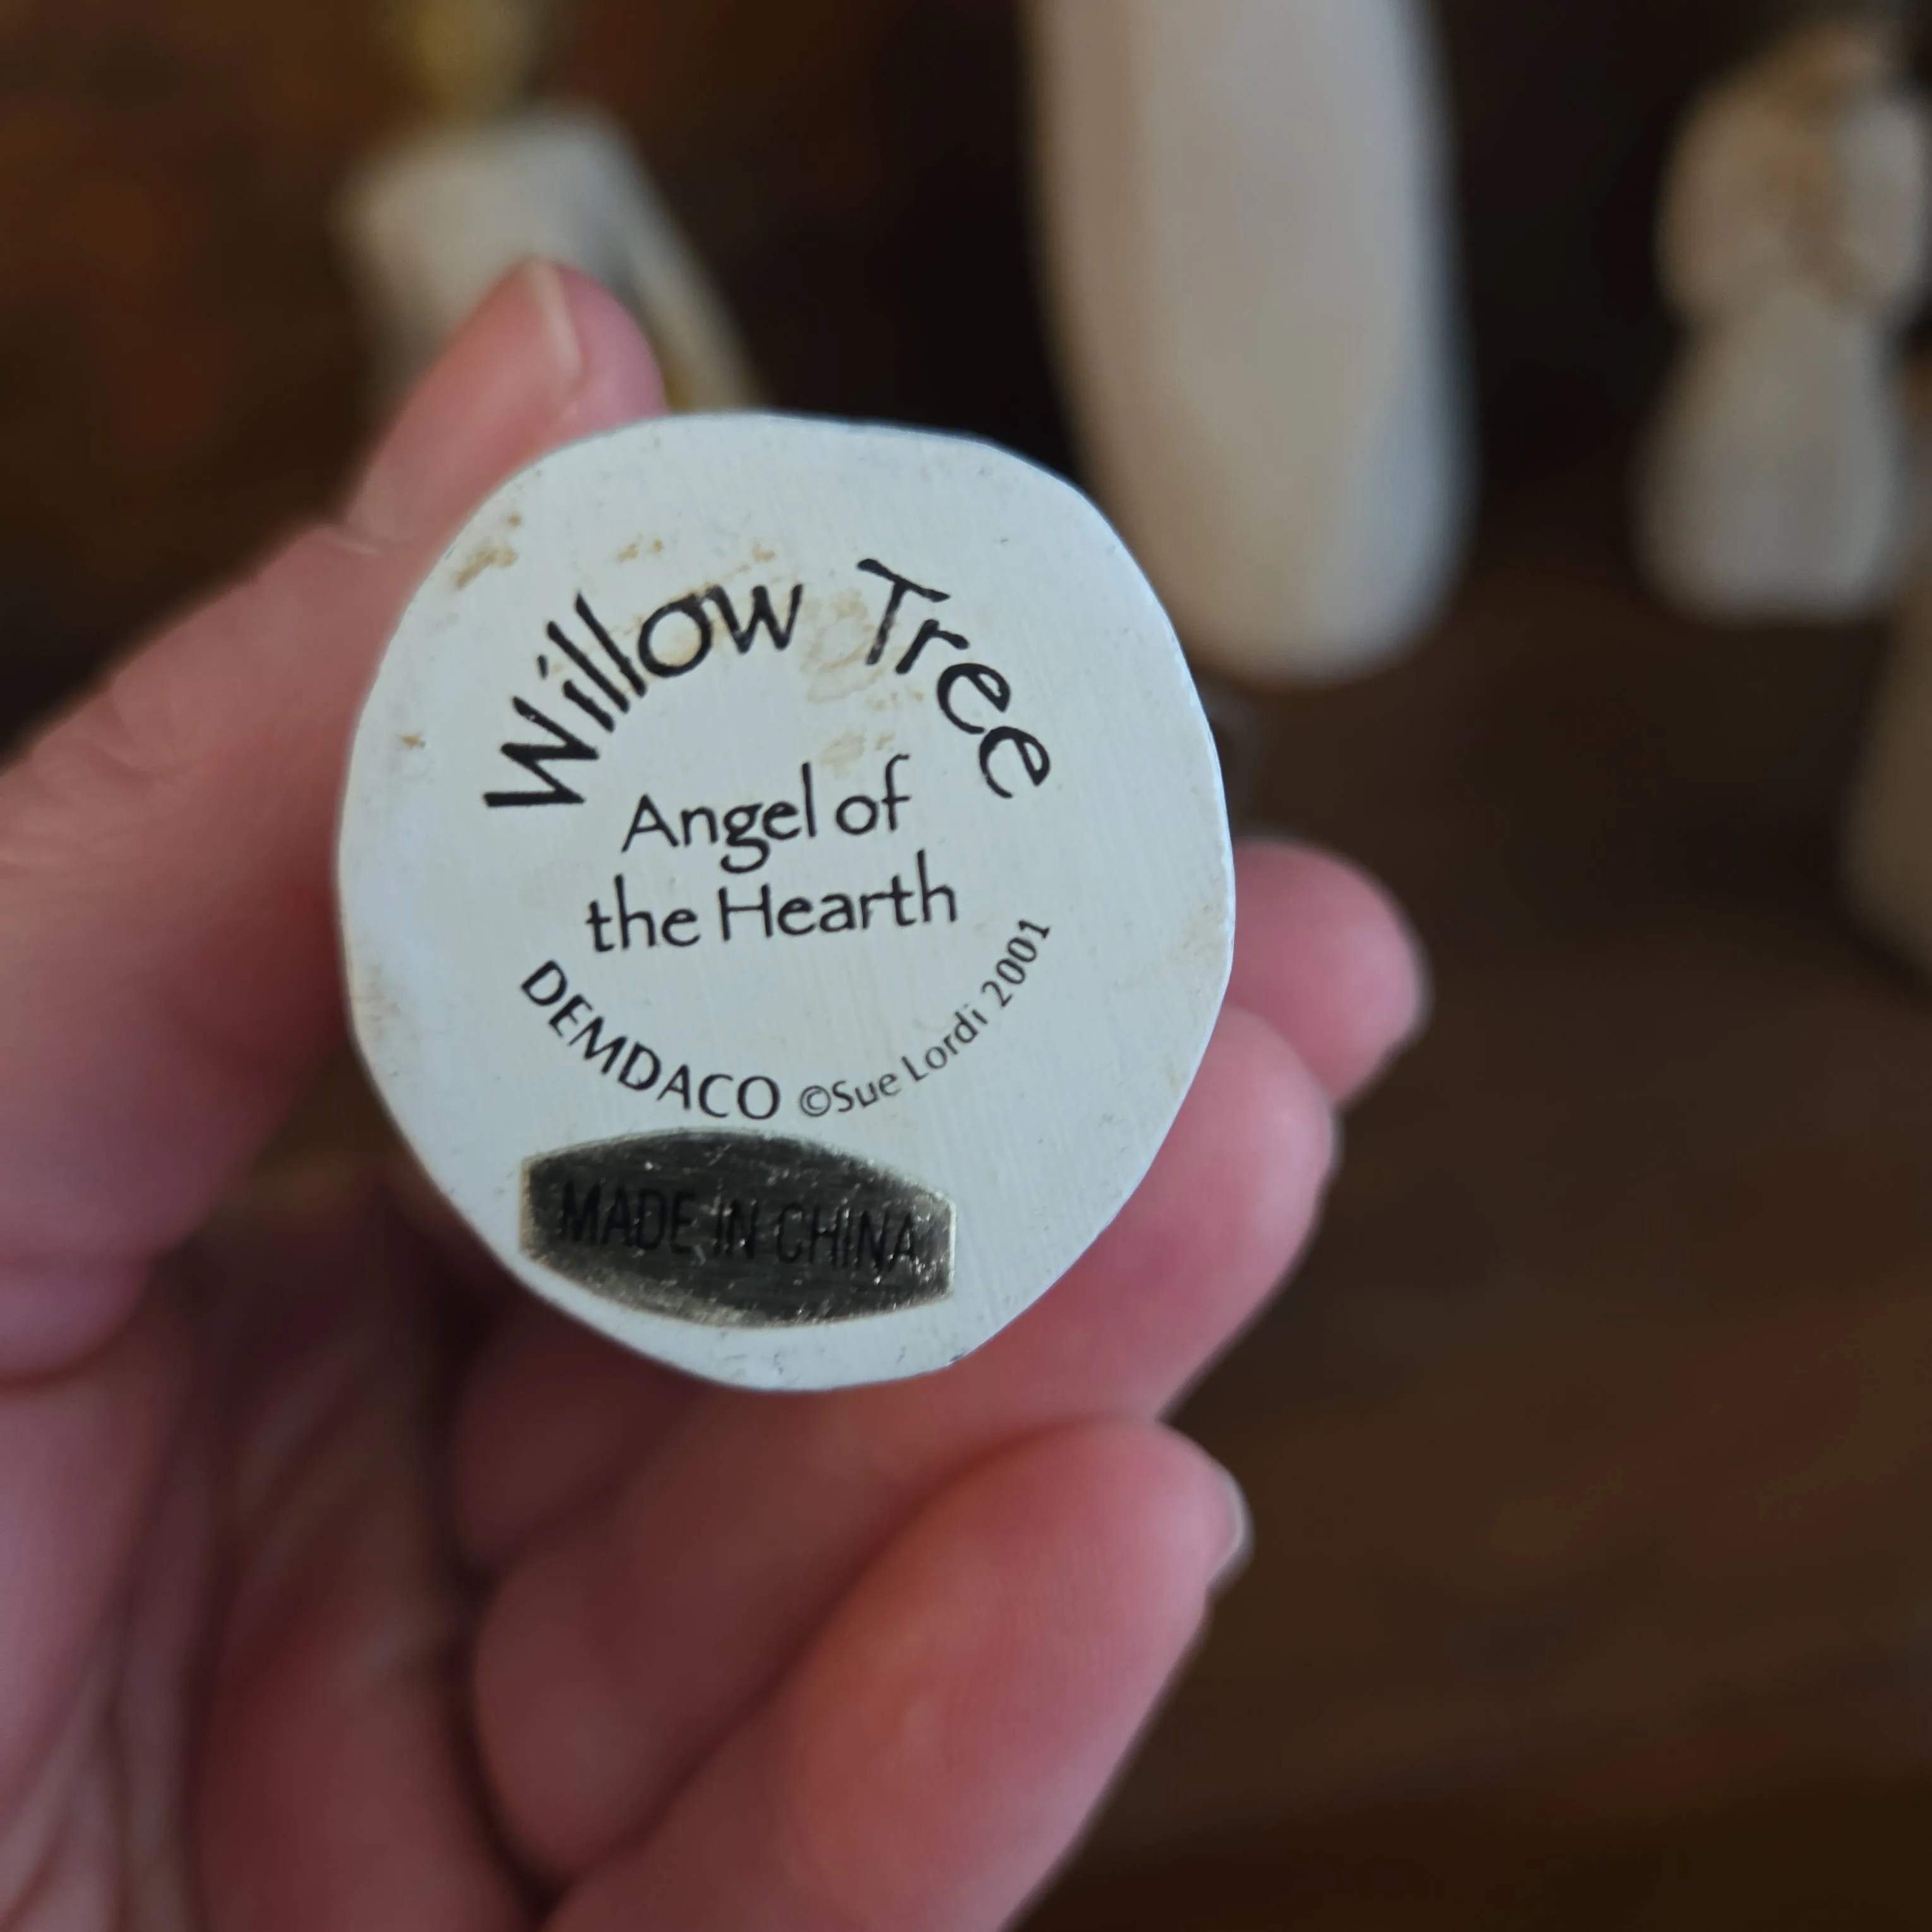 Willow Tree
Angel of
the Hearth
DEMDACO ©Sue Lordi 2001
MADE IN CHINA